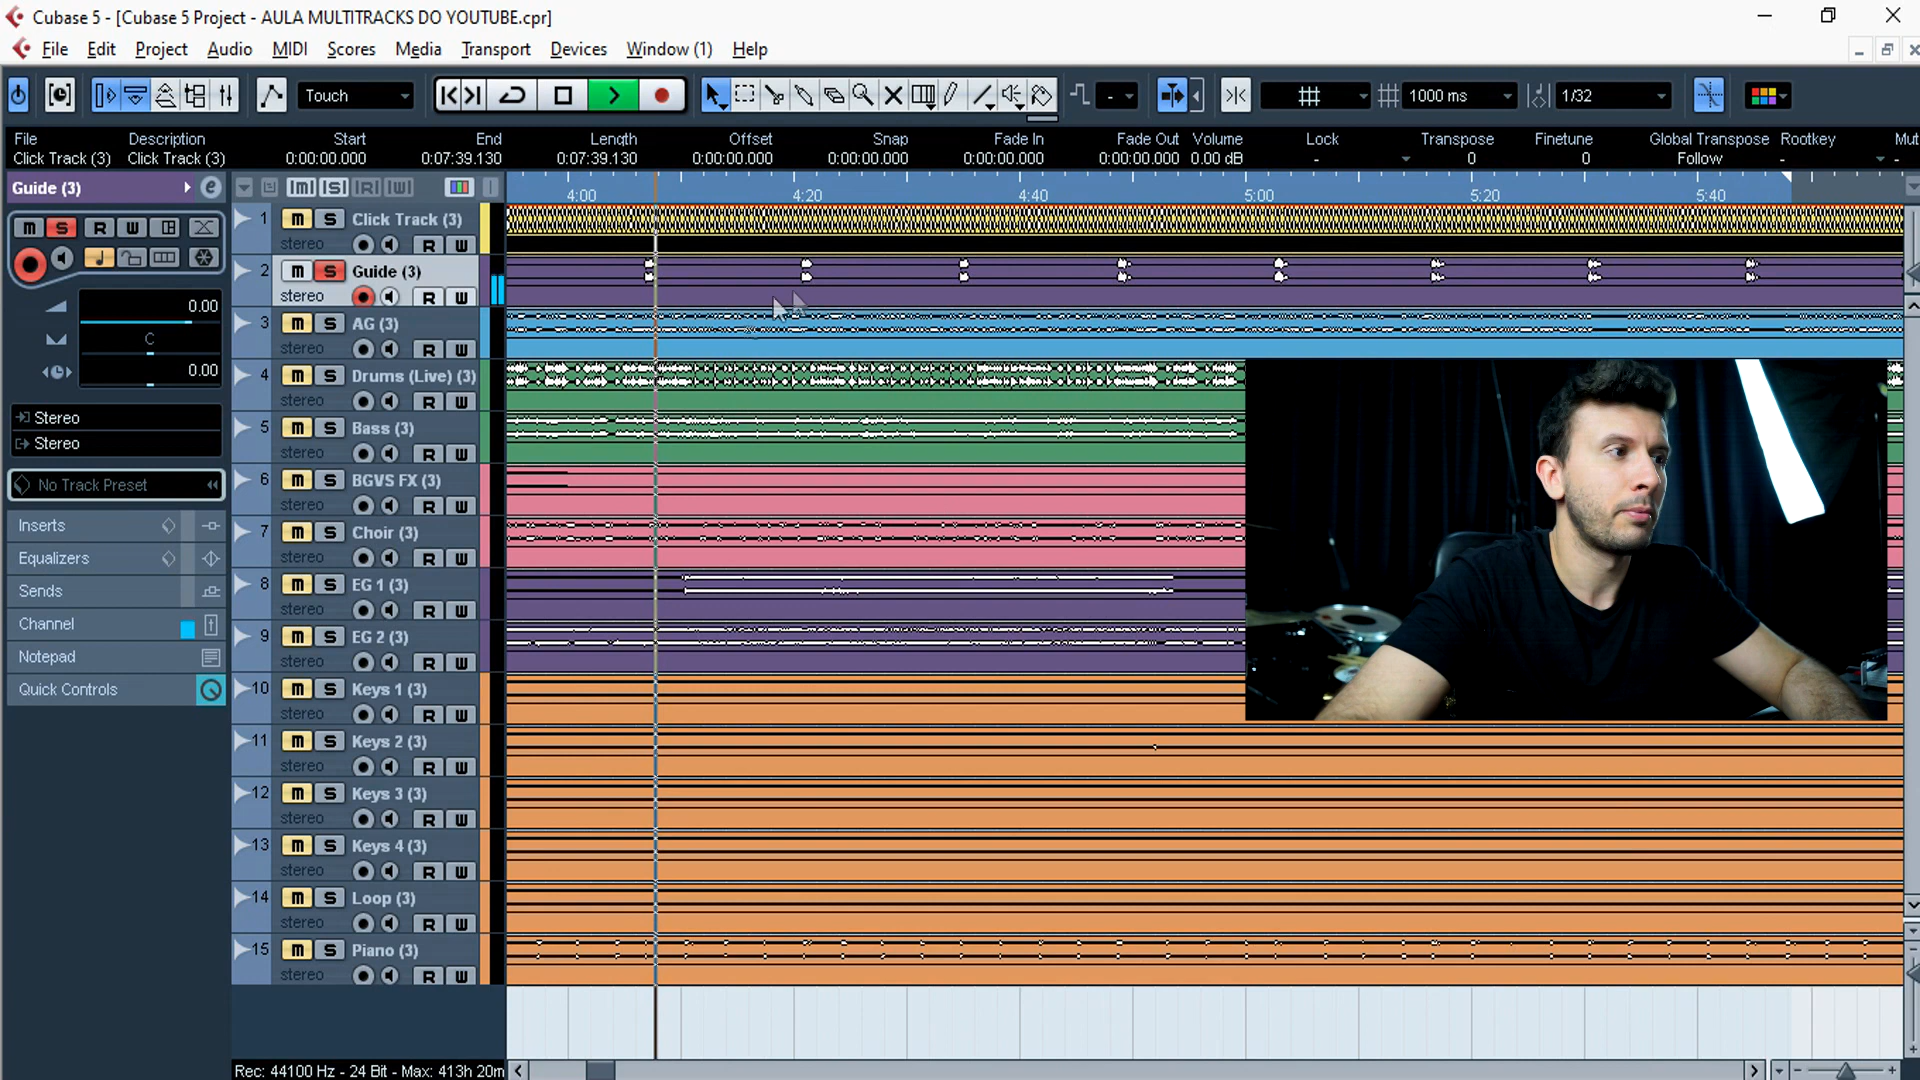 Cubase 5 - [Cubase 5 Project - AULA MULTITRACKS DO YOUTUBE.cpr]
File Edit Project Audio MIDI Scores Media Transport Devices Window (1) Help
Touch - 1000 ms 1/32
File Description Start End Length Offset Snap Fade In Fade Out Volume Lock Transpose Finetune Global Transpose Rootkey Mut
Click Track (3) Click Track (3) 0:00:00.000 0:07:39.130 0:07:39.130 0:00:00.000 0:00:00.000 0:00:00.000 0:00:00.000 0.00 dB - 0 0 Follow - -
Guide (3) e
m S R W
0.00
C
0.00
Stereo
Stereo
No Track Preset
Inserts
Equalizers
Sends
Channel
Notepad
Quick Controls
[m] [S] [R] [W]
4:00 4:20 4:40 5:00 5:20 5:40
1 m S Click Track (3)
stereo R W
2 m S Guide (3)
stereo R W
3 m S AG (3)
stereo R W
4 m S Drums (Live) (3)
stereo R W
5 m S Bass (3)
stereo R W
6 m S BGVS FX (3)
stereo R W
7 m S Choir (3)
stereo R W
8 m S EG 1 (3)
stereo R W
9 m S EG 2 (3)
stereo R W
10 m S Keys 1 (3)
stereo R W
11 m S Keys 2 (3)
stereo R W
12 m S Keys 3 (3)
stereo R W
13 m S Keys 4 (3)
stereo R W
14 m S Loop (3)
stereo R W
15 m S Piano (3)
stereo R W
Rec: 44100 Hz - 24 Bit - Max: 413h 20m